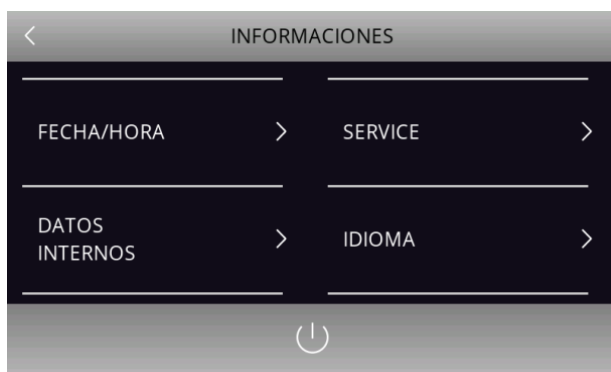 INFORMACIONES
FECHA/HORA
SERVICE
DATOS
INTERNOS
IDIOMA